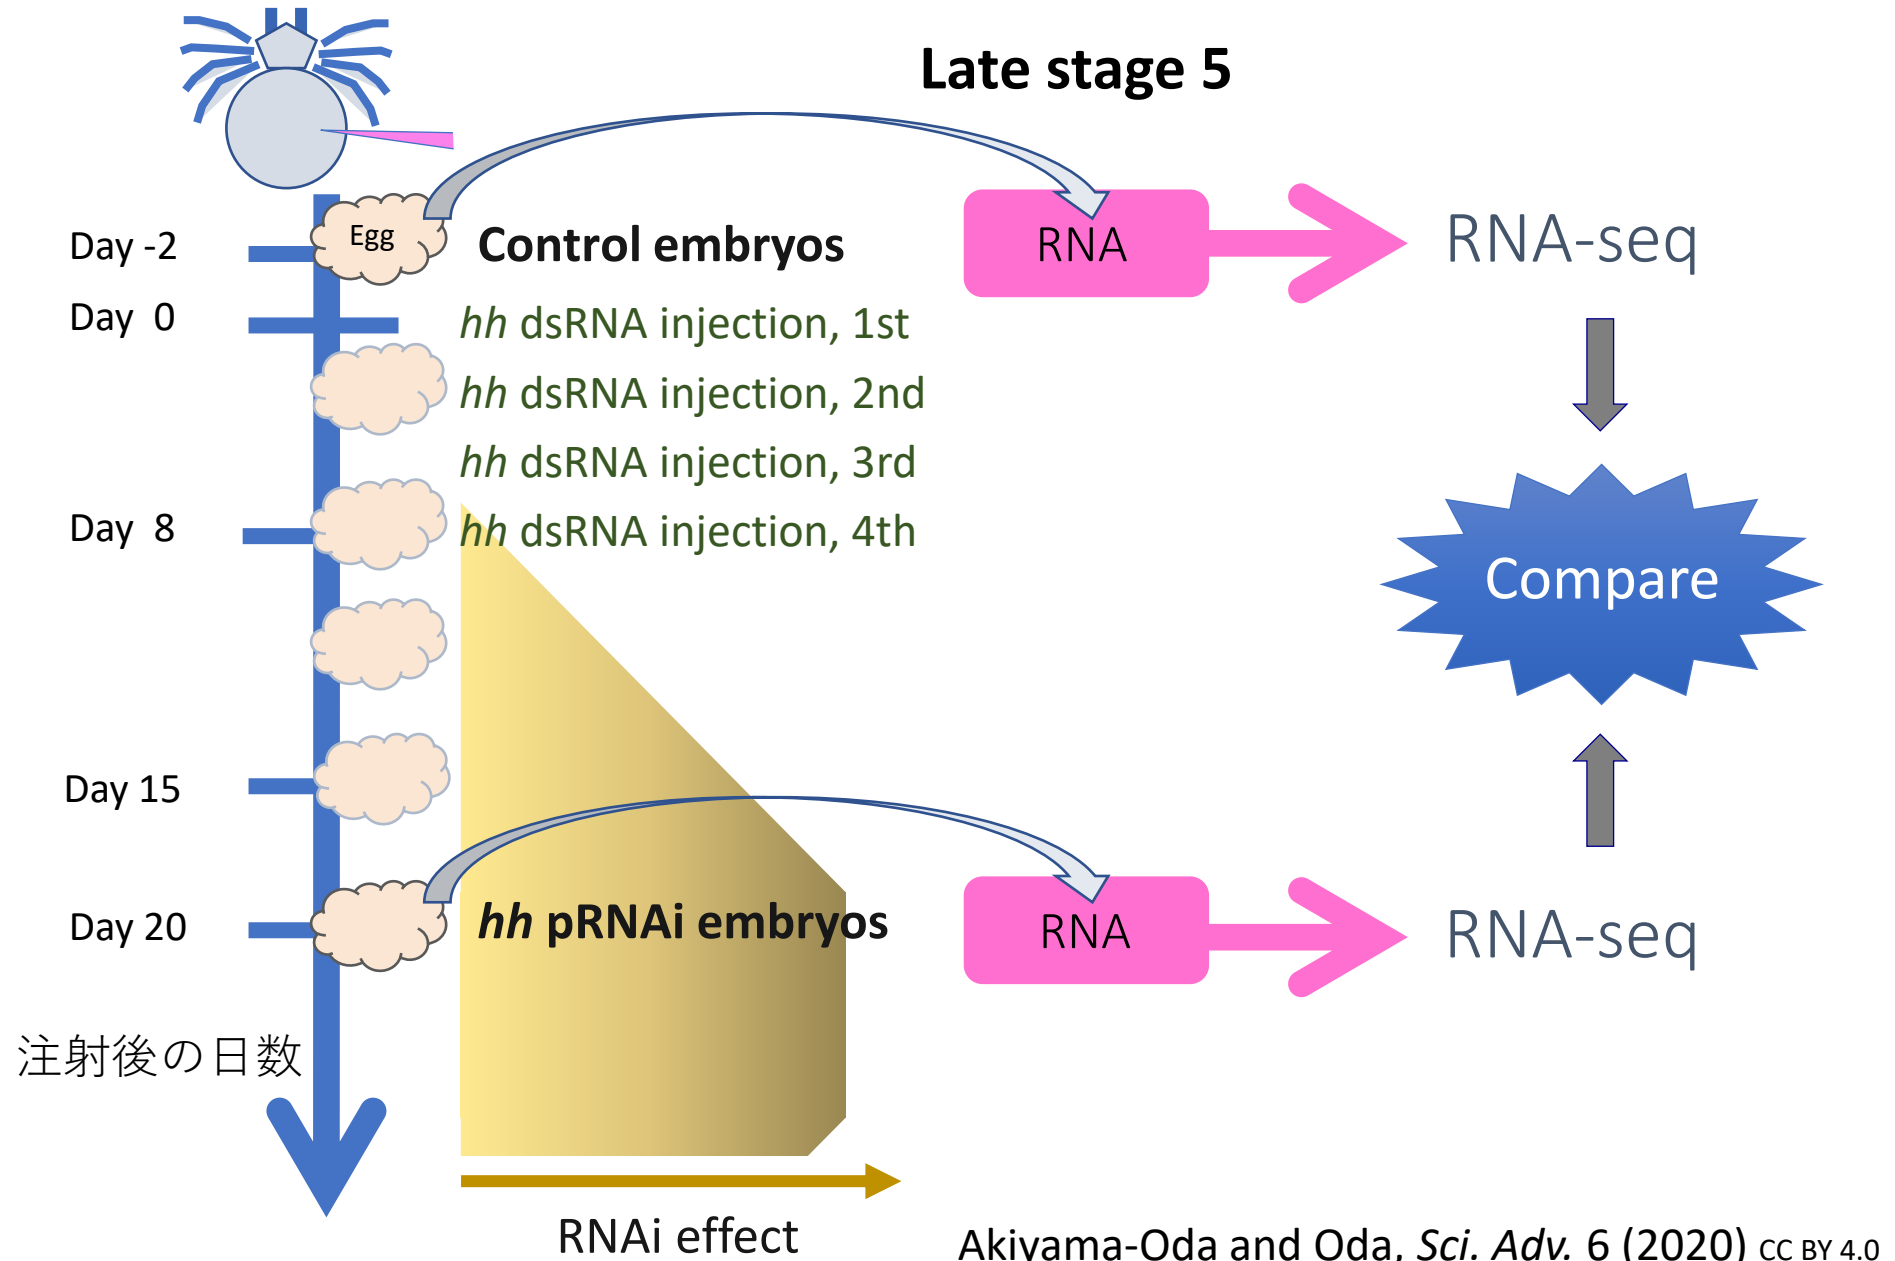 Late stage 5
Day -2
Egg
Control embryos
RNA
RNA-seq
Day 0
hh dsRNA injection, 1st
hh dsRNA injection, 2nd
hh dsRNA injection, 3rd
Day 8
hh dsRNA injection, 4th
Compare
Day 15
Day 20
hh pRNAi embryos
RNA
RNA-seq
注射後の日数
RNAi effect
Akiyama-Oda and Oda, Sci. Adv. 6 (2020) CC BY 4.0